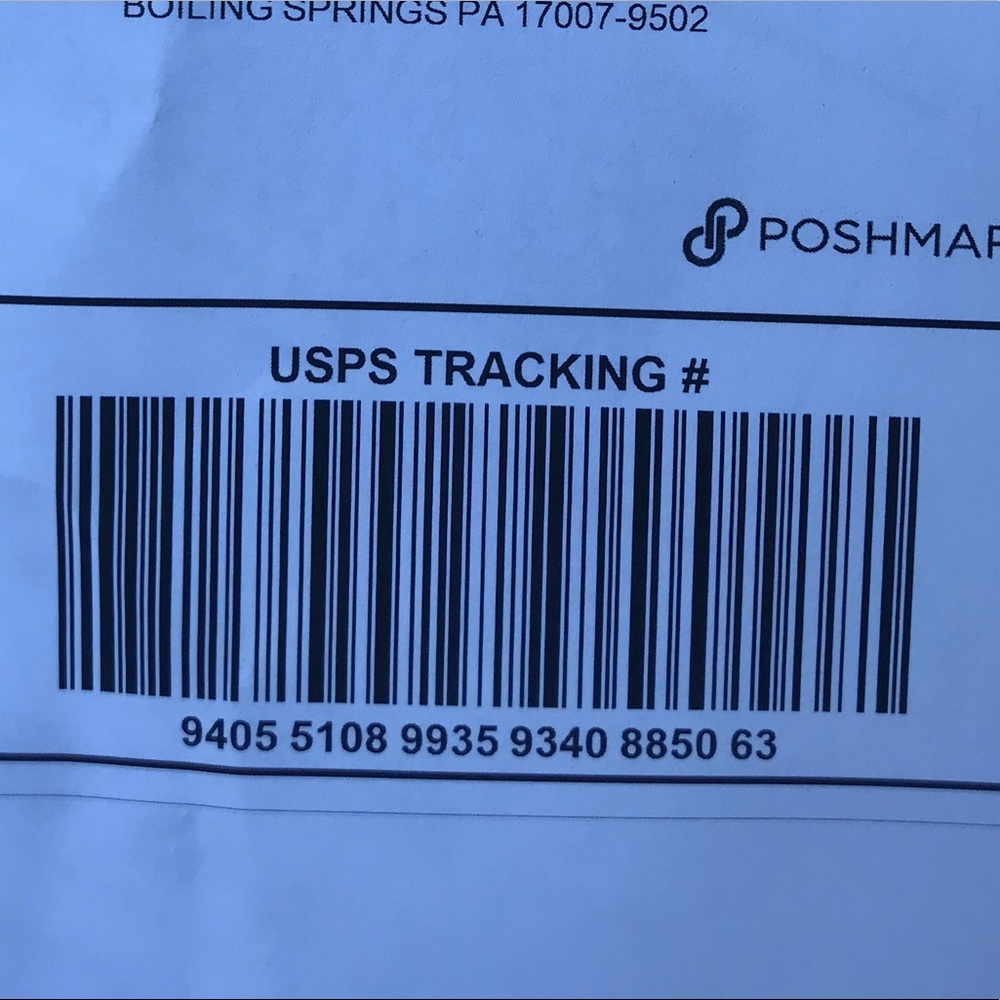 BOILING SPRINGS PA 17007-9502
POSHMAR
USPS TRACKING #
9405 5108 9935 9340 8850 63